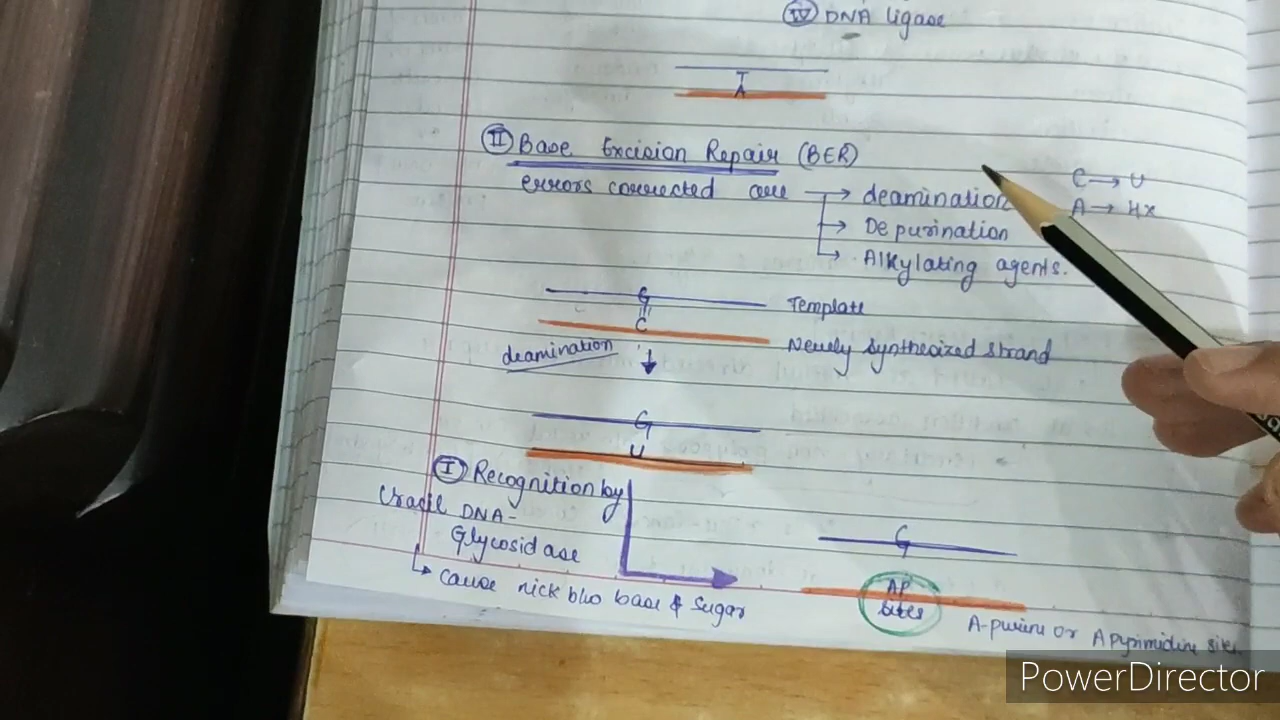 IV DNA ligase
T
A
II Base Excision Repair (BER)
errors corrected are → deamination C → U
A → Hx
→ Depurination
→ Alkylating agents.
G
Template
C
Newly synthesized strand
deamination
G
U
I Recognition by
Uracil DNA-
Glycosidase
↳ cause nick b/w base & sugar
G
AP
sites
A-purine or Apyrimidine sites
PowerDirector